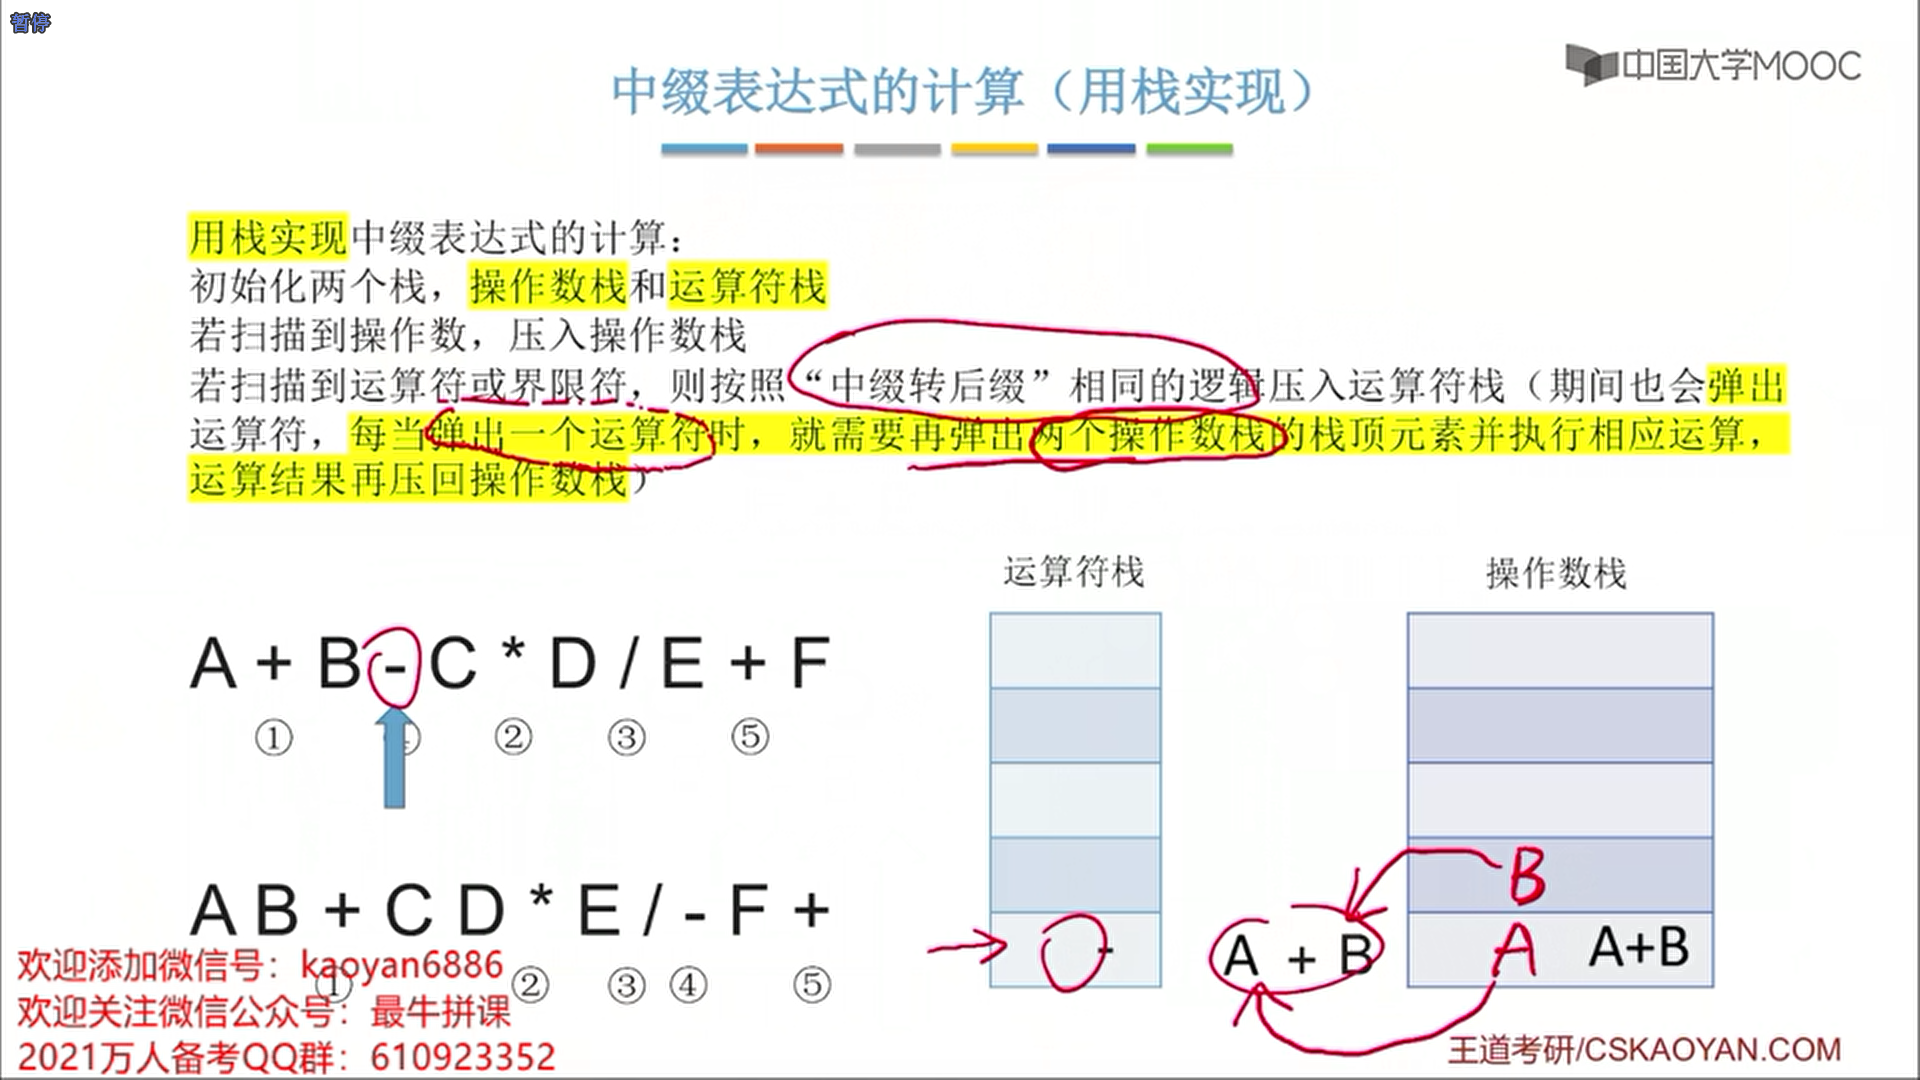 暂停
中国大学MOOC
中缀表达式的计算（用栈实现）
用栈实现中缀表达式的计算：
初始化两个栈，操作数栈和运算符栈
若扫描到操作数，压入操作数栈
若扫描到运算符或界限符，则按照“中缀转后缀”相同的逻辑压入运算符栈（期间也会弹出
运算符，每当弹出一个运算符时，就需要再弹出两个操作数栈的栈顶元素并执行相应运算，
运算结果再压回操作数栈）
运算符栈
操作数栈
A + B - C * D / E + F
① ④ ② ③ ⑤
B
A B + C D * E / - F +
-
A + B
A
A+B
① ② ③ ④ ⑤
欢迎添加微信号：kaoyan6886
欢迎关注微信公众号：最牛拼课
2021万人备考QQ群：610923352
王道考研/CSKAOYAN.COM